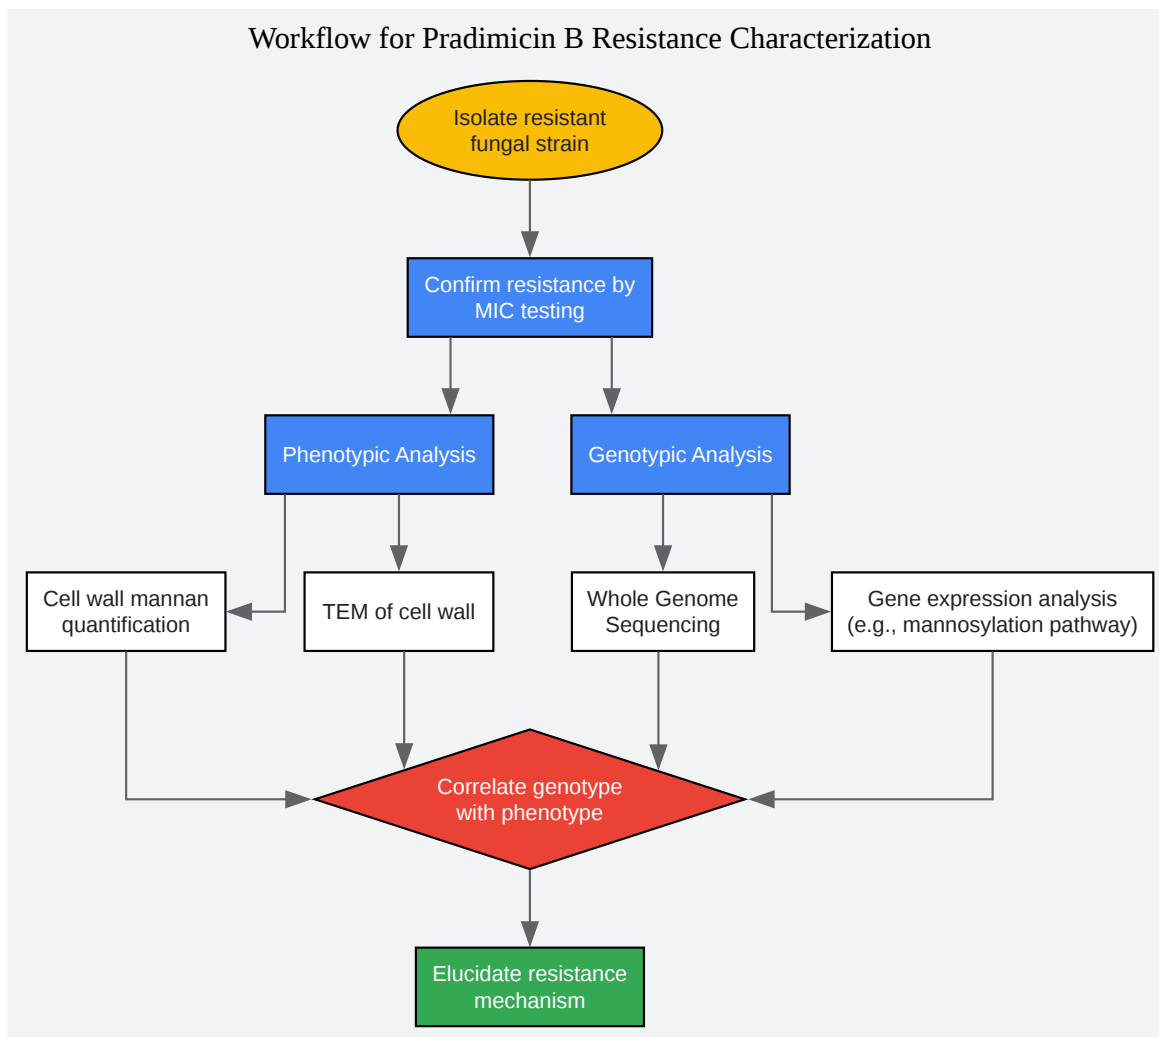 Workflow for Pradimicin B Resistance Characterization
Isolate resistant
fungal strain
Confirm resistance by
MIC testing
Phenotypic Analysis
Genotypic Analysis
Cell wall mannan
quantification
TEM of cell wall
Whole Genome
Sequencing
Gene expression analysis
(e.g., mannosylation pathway)
Correlate genotype
with phenotype
Elucidate resistance
mechanism